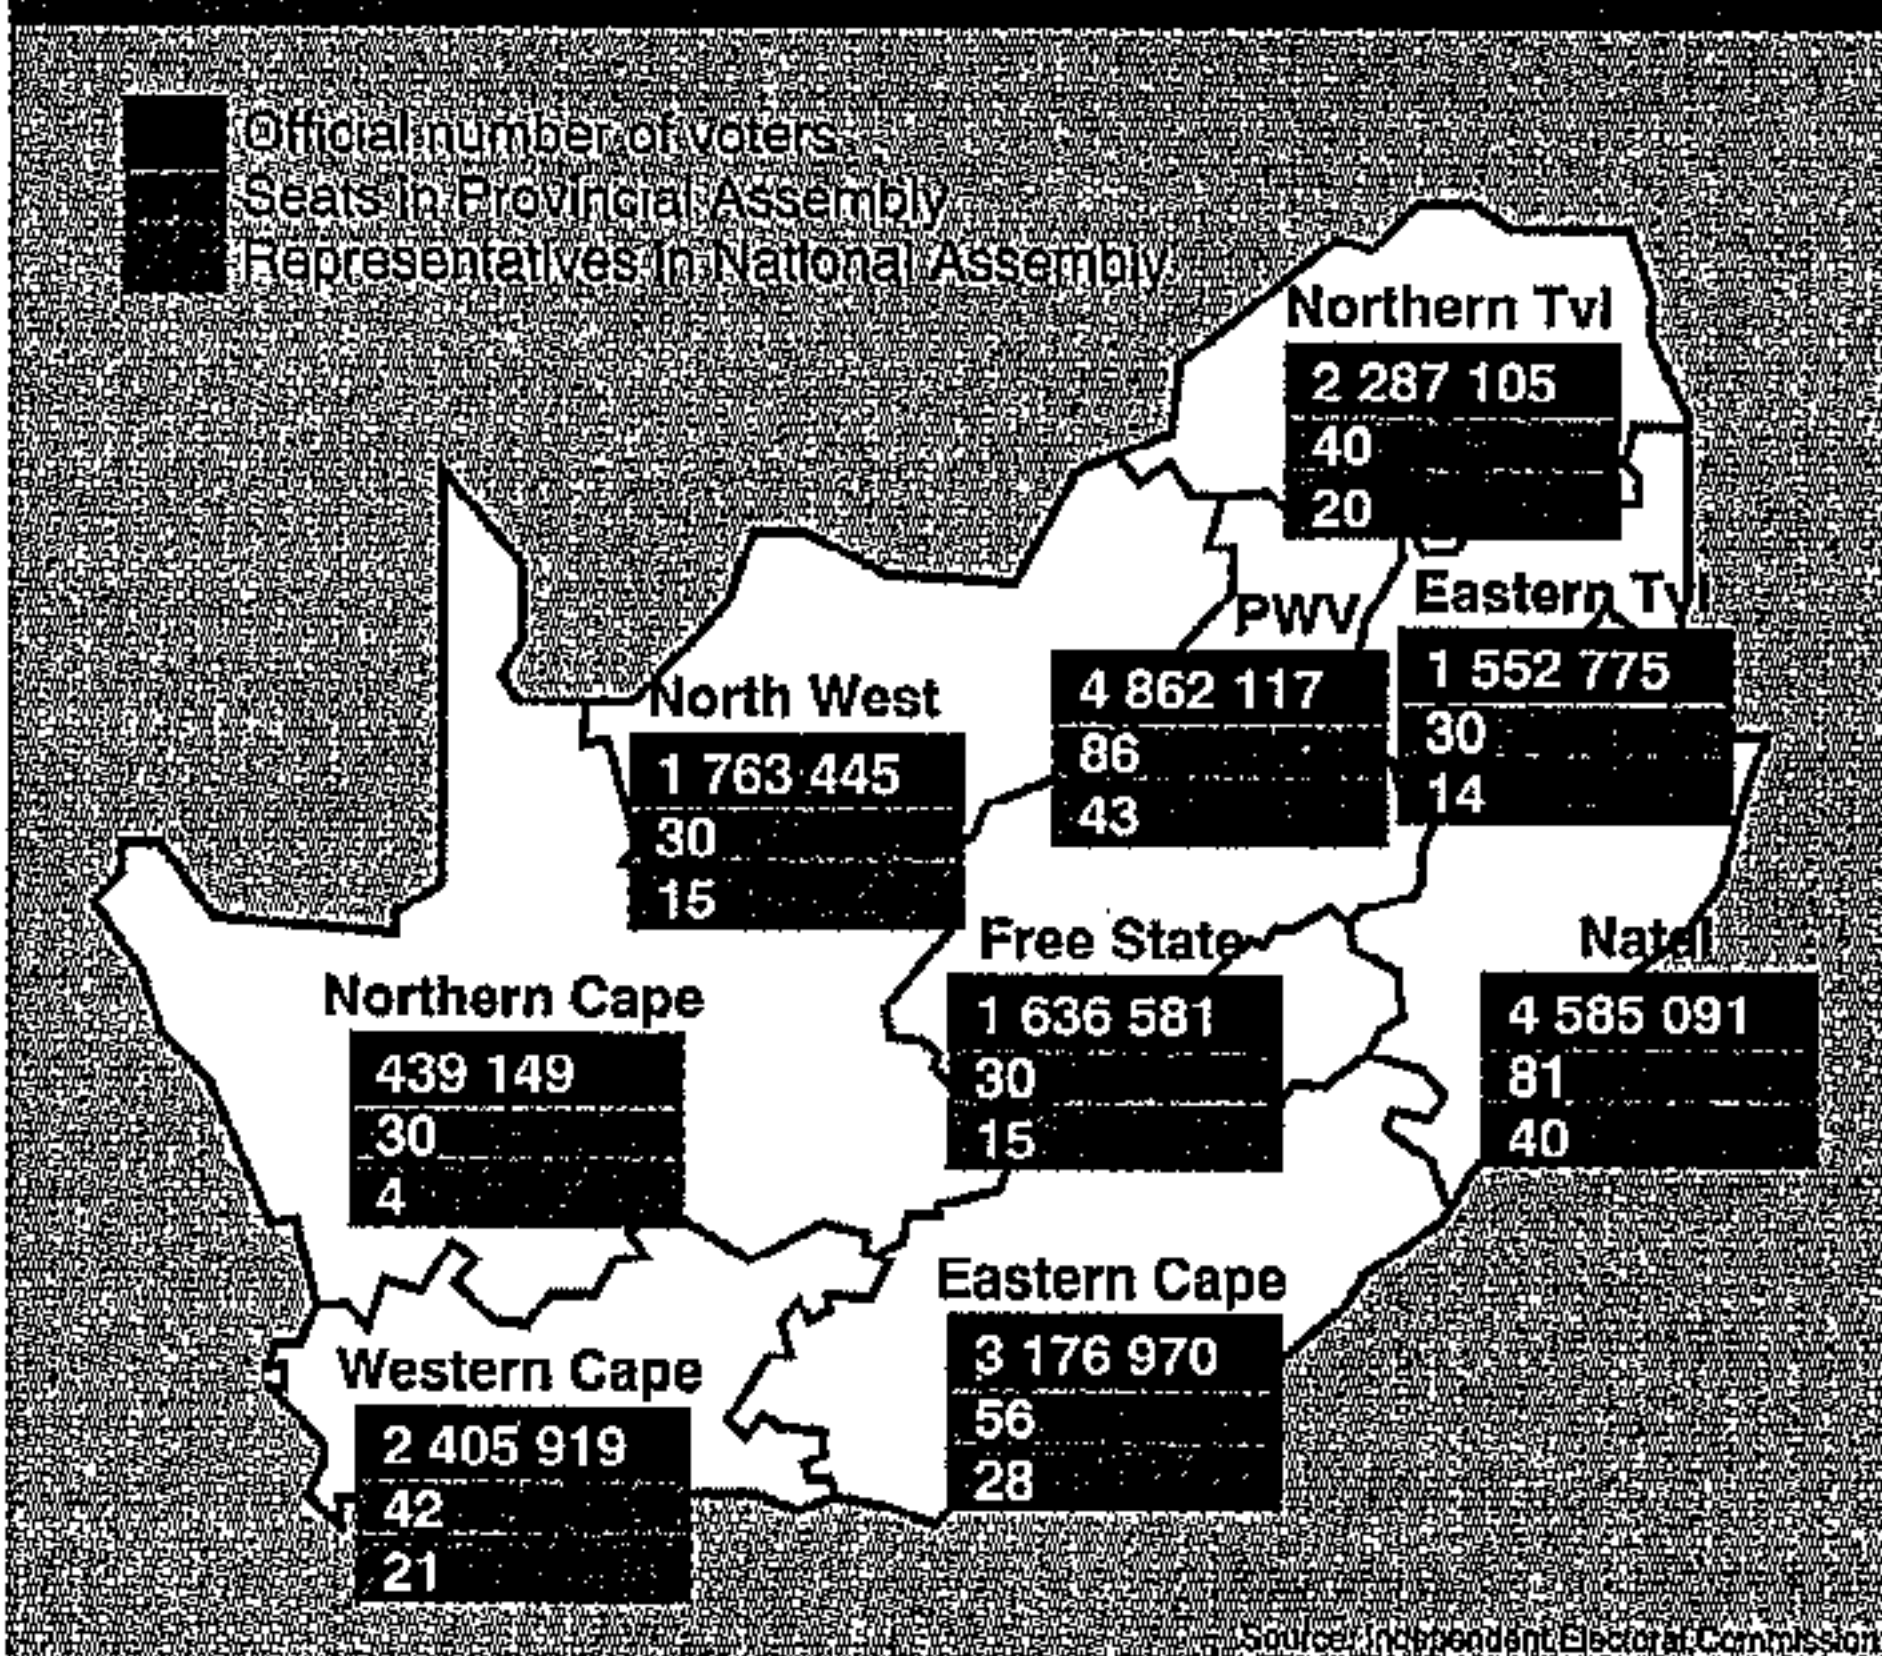 Official number of voters
Seats in Provincial Assembly
Representatives in National Assembly
Northern Tvl
2 287 105
40
20
PWV
4 862 117
86
43
Eastern Tvl
1 552 775
30
14
North West
1 763 445
30
15
Free State
1 636 581
30
15
Natal
4 585 091
81
40
Northern Cape
439 149
30
4
Eastern Cape
3 176 970
56
28
Western Cape
2 405 919
42
21
Source: Independent Electoral Commission